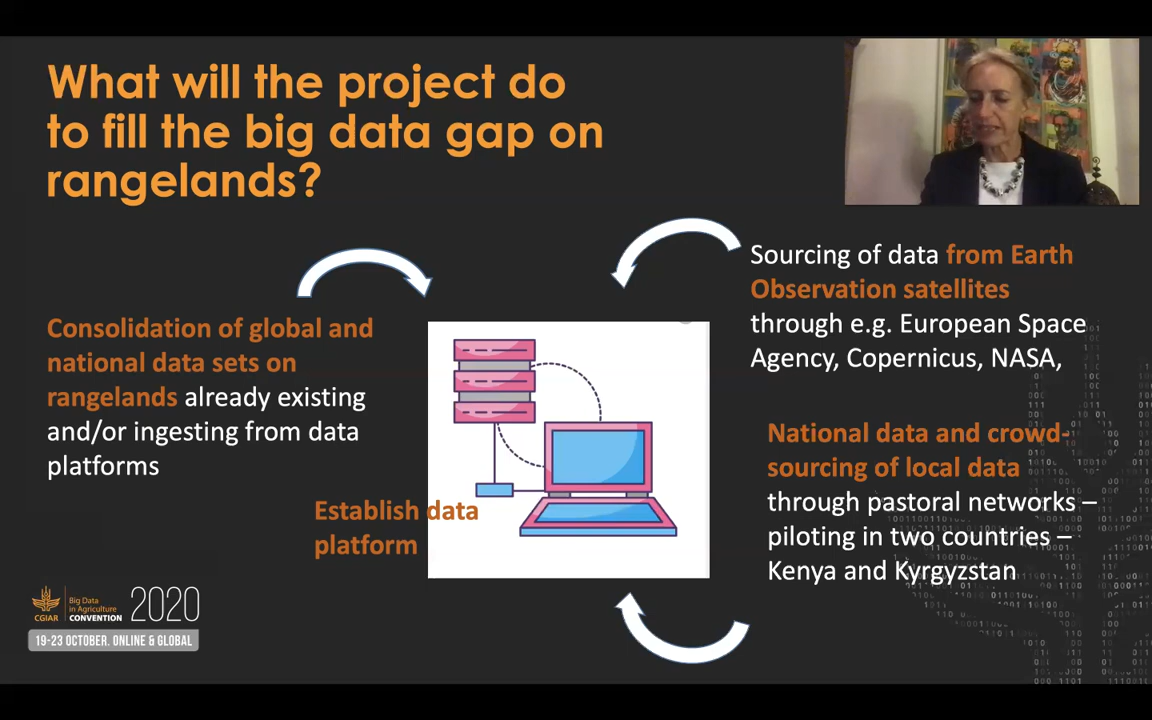 What will the project do
to fill the big data gap on
rangelands?
Consolidation of global and
national data sets on
rangelands already existing
and/or ingesting from data
platforms
Establish data
platform
Sourcing of data from Earth
Observation satellites
through e.g. European Space
Agency, Copernicus, NASA,
National data and crowd-
sourcing of local data
through pastoral networks –
piloting in two countries –
Kenya and Kyrgyzstan
CGIAR
Big Data
in Agriculture
CONVENTION
2020
19-23 OCTOBER. ONLINE & GLOBAL